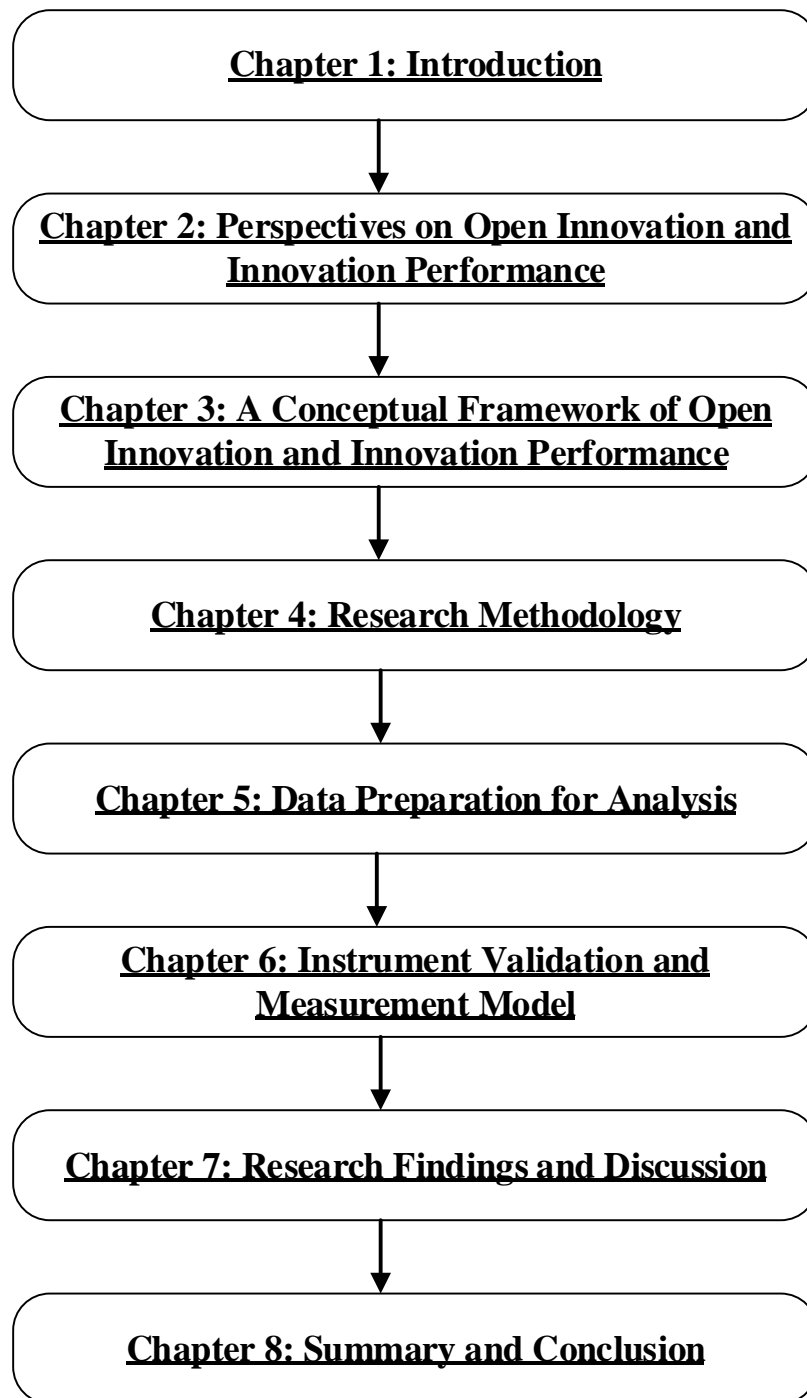 Chapter 1: Introduction
Chapter 2: Perspectives on Open Innovation and
Innovation Performance
Chapter 3: A Conceptual Framework of Open
Innovation and Innovation Performance
Chapter 4: Research Methodology
Chapter 5: Data Preparation for Analysis
Chapter 6: Instrument Validation and
Measurement Model
Chapter 7: Research Findings and Discussion
Chapter 8: Summary and Conclusion